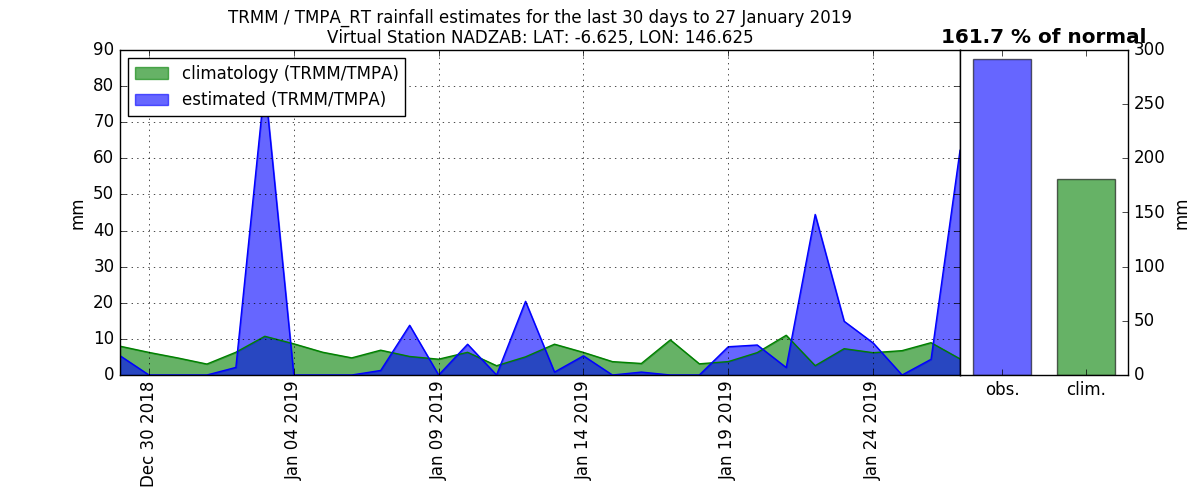 TRMM / TMPA_RT rainfall estimates for the last 30 days to 27 January 2019
Virtual Station NADZAB: LAT: -6.625, LON: 146.625
161.7 % of normal
climatology (TRMM/TMPA)
estimated (TRMM/TMPA)
90
80
70
60
50
40
30
20
10
0
mm
Dec 30 2018
Jan 04 2019
Jan 09 2019
Jan 14 2019
Jan 19 2019
Jan 24 2019
obs.
clim.
300
250
200
150
100
50
0
mm